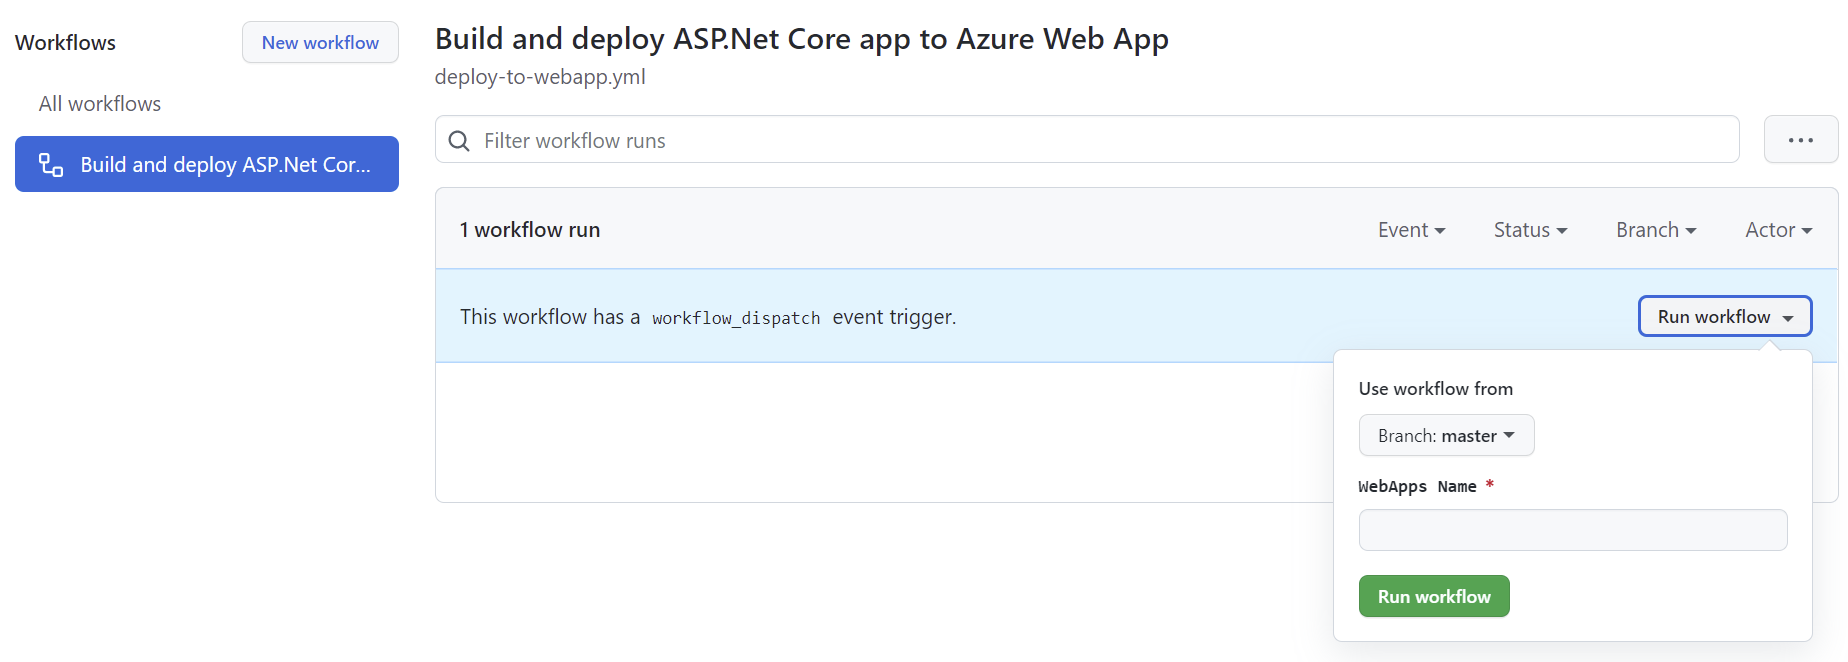 Workflows
New workflow
All workflows
Build and deploy ASP.Net Cor...
Build and deploy ASP.Net Core app to Azure Web App
deploy-to-webapp.yml
Filter workflow runs
1 workflow run
Event
Status
Branch
Actor
This workflow has a workflow_dispatch event trigger.
Run workflow
Use workflow from
Branch: master
WebApps Name *
Run workflow